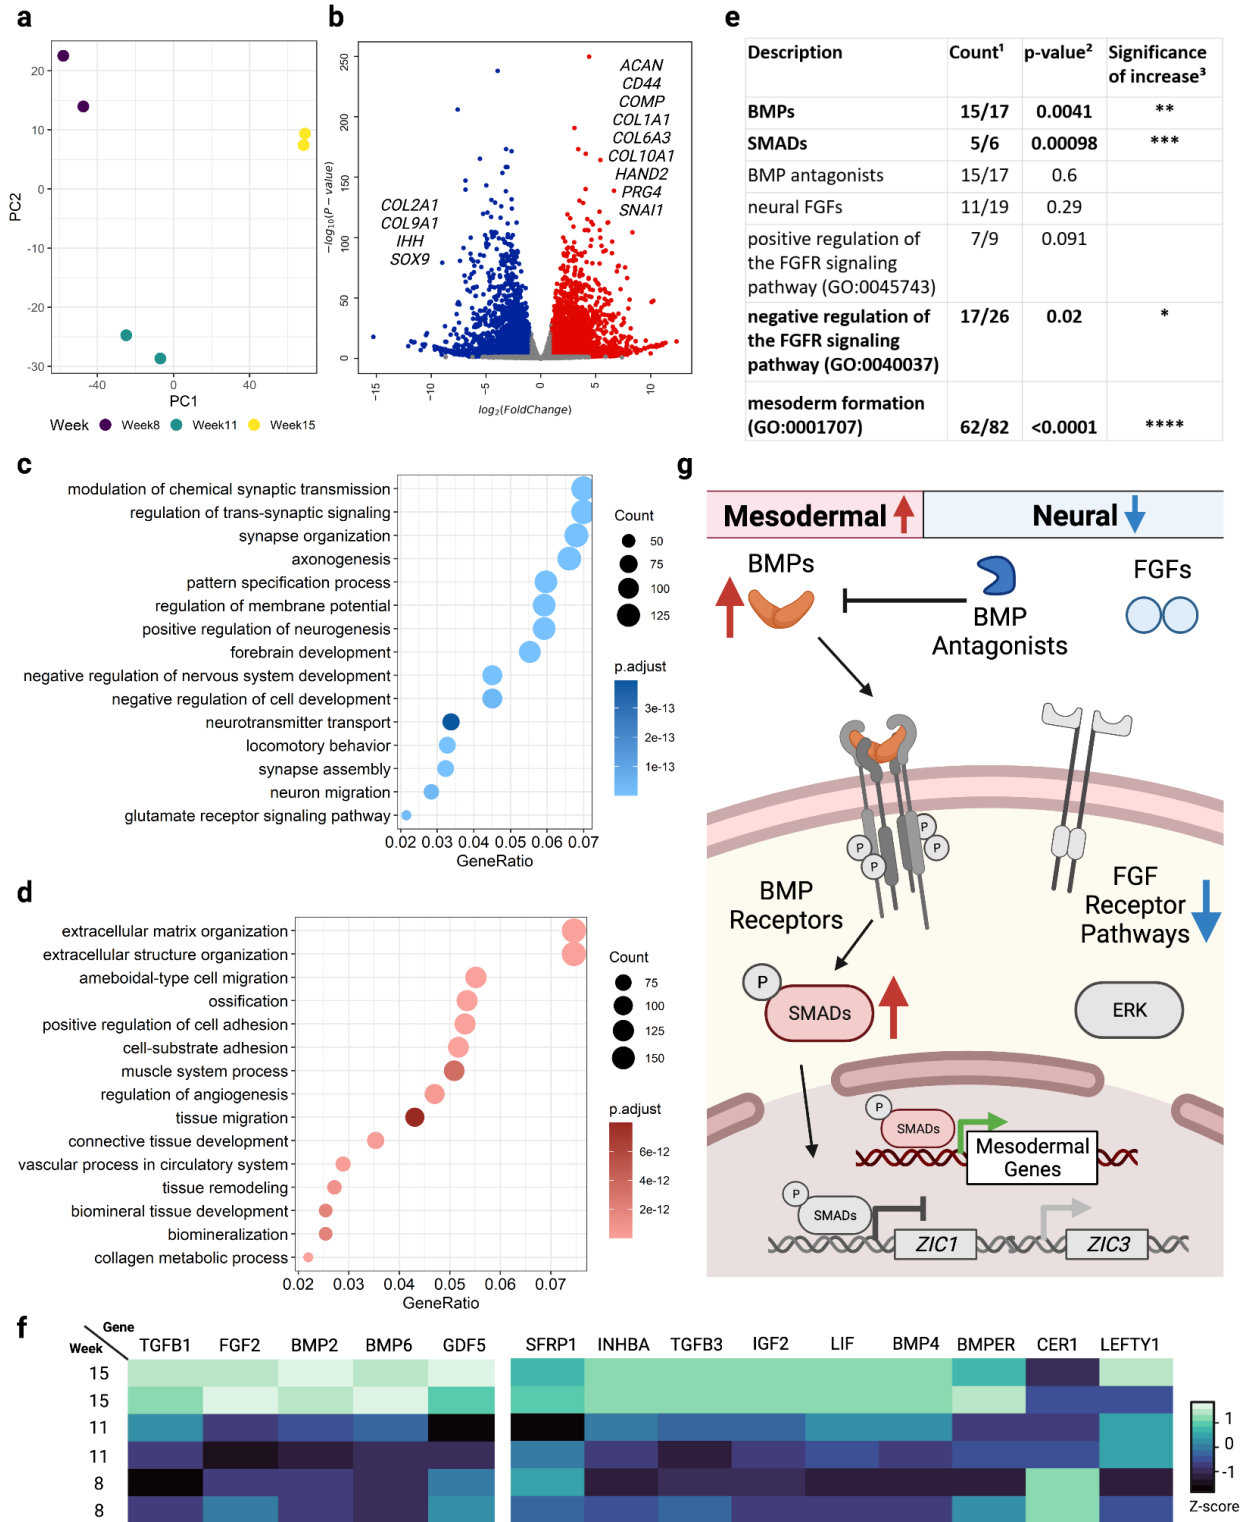 a
20
10
0
-10
-20
-30
PC2
-40
0
40
PC1
Week Week8 Week11 Week15
b
250
200
150
100
50
0
−log10(P − value)
ACAN
CD44
COMP
COL1A1
COL6A3
COL10A1
HAND2
PRG4
SNAI1
COL2A1
COL9A1
IHH
SOX9
−15
−10
−5
0
5
10
log2(FoldChange)
e
Description Count¹ p-value² Significance of increase³
BMPs 15/17 0.0041 **
SMADs 5/6 0.00098 ***
BMP antagonists 15/17 0.6
neural FGFs 11/19 0.29
positive regulation of 7/9 0.091
the FGFR signaling
pathway (GO:0045743)
negative regulation of 17/26 0.02 *
the FGFR signaling
pathway (GO:0040037)
mesoderm formation
(GO:0001707) 62/82 <0.0001 ****
c
modulation of chemical synaptic transmission
regulation of trans-synaptic signaling
synapse organization
axonogenesis
pattern specification process
regulation of membrane potential
positive regulation of neurogenesis
forebrain development
negative regulation of nervous system development
negative regulation of cell development
neurotransmitter transport
locomotory behavior
synapse assembly
neuron migration
glutamate receptor signaling pathway
0.02 0.03 0.04 0.05 0.06 0.07
GeneRatio
Count
50
75
100
125
p.adjust
3e-13
2e-13
1e-13
d
extracellular matrix organization
extracellular structure organization
ameboidal-type cell migration
ossification
positive regulation of cell adhesion
cell-substrate adhesion
muscle system process
regulation of angiogenesis
tissue migration
connective tissue development
vascular process in circulatory system
tissue remodeling
biomineral tissue development
biomineralization
collagen metabolic process
0.02 0.03 0.04 0.05 0.06 0.07
GeneRatio
Count
75
100
125
150
p.adjust
6e-12
4e-12
2e-12
g
Mesodermal Neural
BMPs
BMP
Antagonists
FGFs
P
P
P
P
BMP
Receptors
FGF
Receptor
Pathways
P
SMADs
ERK
P
SMADs
Mesodermal
Genes
P
SMADs
ZIC1
ZIC3
f
Gene
Week
TGFB1 FGF2 BMP2 BMP6 GDF5 SFRP1 INHBA TGFB3 IGF2 LIF BMP4 BMPER CER1 LEFTY1
15
15
11
11
8
8
1
0
-1
Z-score